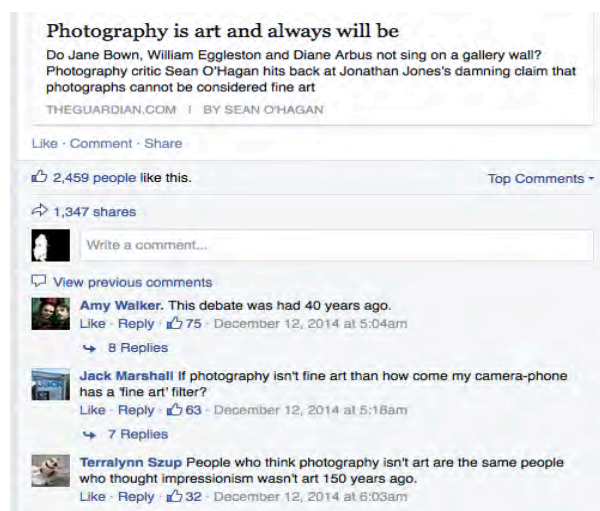 Photography is art and always will be
Do Jane Bown, William Eggleston and Diane Arbus not sing on a gallery wall?
Photography critic Sean O'Hagan hits back at Jonathan Jones's damning claim that
photographs cannot be considered fine art
THEGUARDIAN.COM | BY SEAN O'HAGAN
Like · Comment · Share
2,459 people like this.
Top Comments
1,347 shares
Write a comment...
View previous comments
Amy Walker. This debate was had 40 years ago.
Like · Reply · 75 · December 12, 2014 at 5:04am
8 Replies
Jack Marshall If photography isn't fine art than how come my camera-phone
has a 'fine art' filter?
Like · Reply · 63 · December 12, 2014 at 5:18am
7 Replies
Terralynn Szup People who think photography isn't art are the same people
who thought impressionism wasn't art 150 years ago.
Like · Reply · 32 · December 12, 2014 at 6:03am